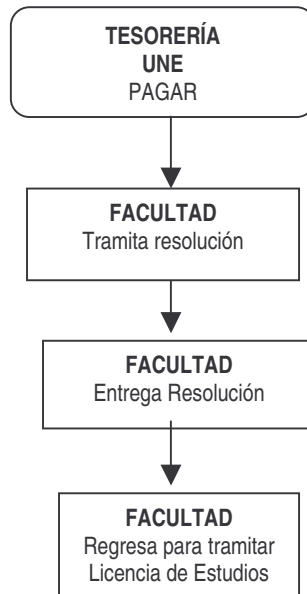 TESORERÍA
UNE
PAGAR
FACULTAD
Tramita resolución
FACULTAD
Entrega Resolución
FACULTAD
Regresa para tramitar
Licencia de Estudios